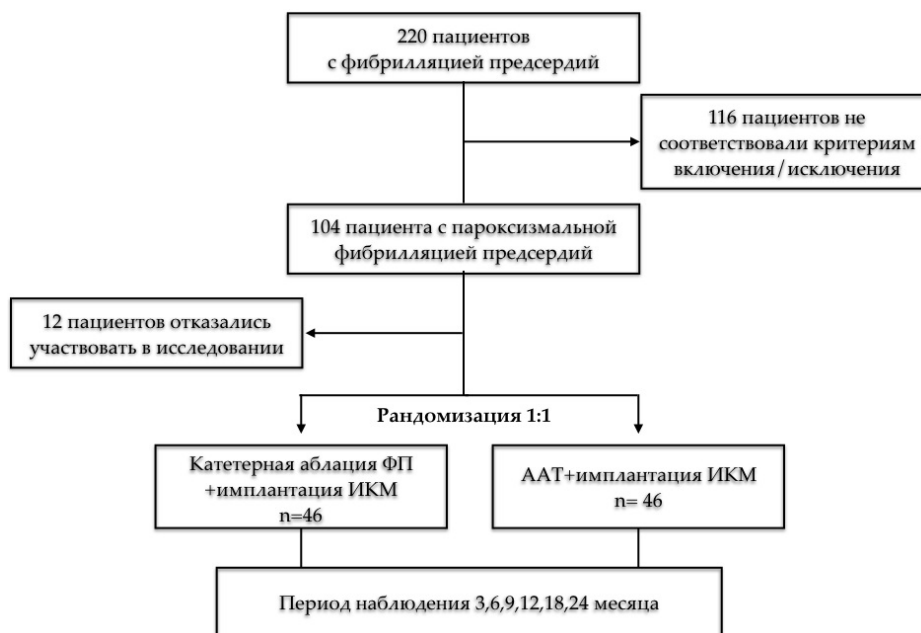 220 пациентов
с фибрилляцией предсердий
116 пациентов не
соответствовали критериям
включения/исключения
104 пациента с пароксизмальной
фибрилляцией предсердий
12 пациентов отказались
участвовать в исследовании
Рандомизация 1:1
Катетерная аблация ФП
+имплантация ИКМ
n=46
ААТ+имплантация ИКМ
n= 46
Период наблюдения 3,6,9,12,18,24 месяца